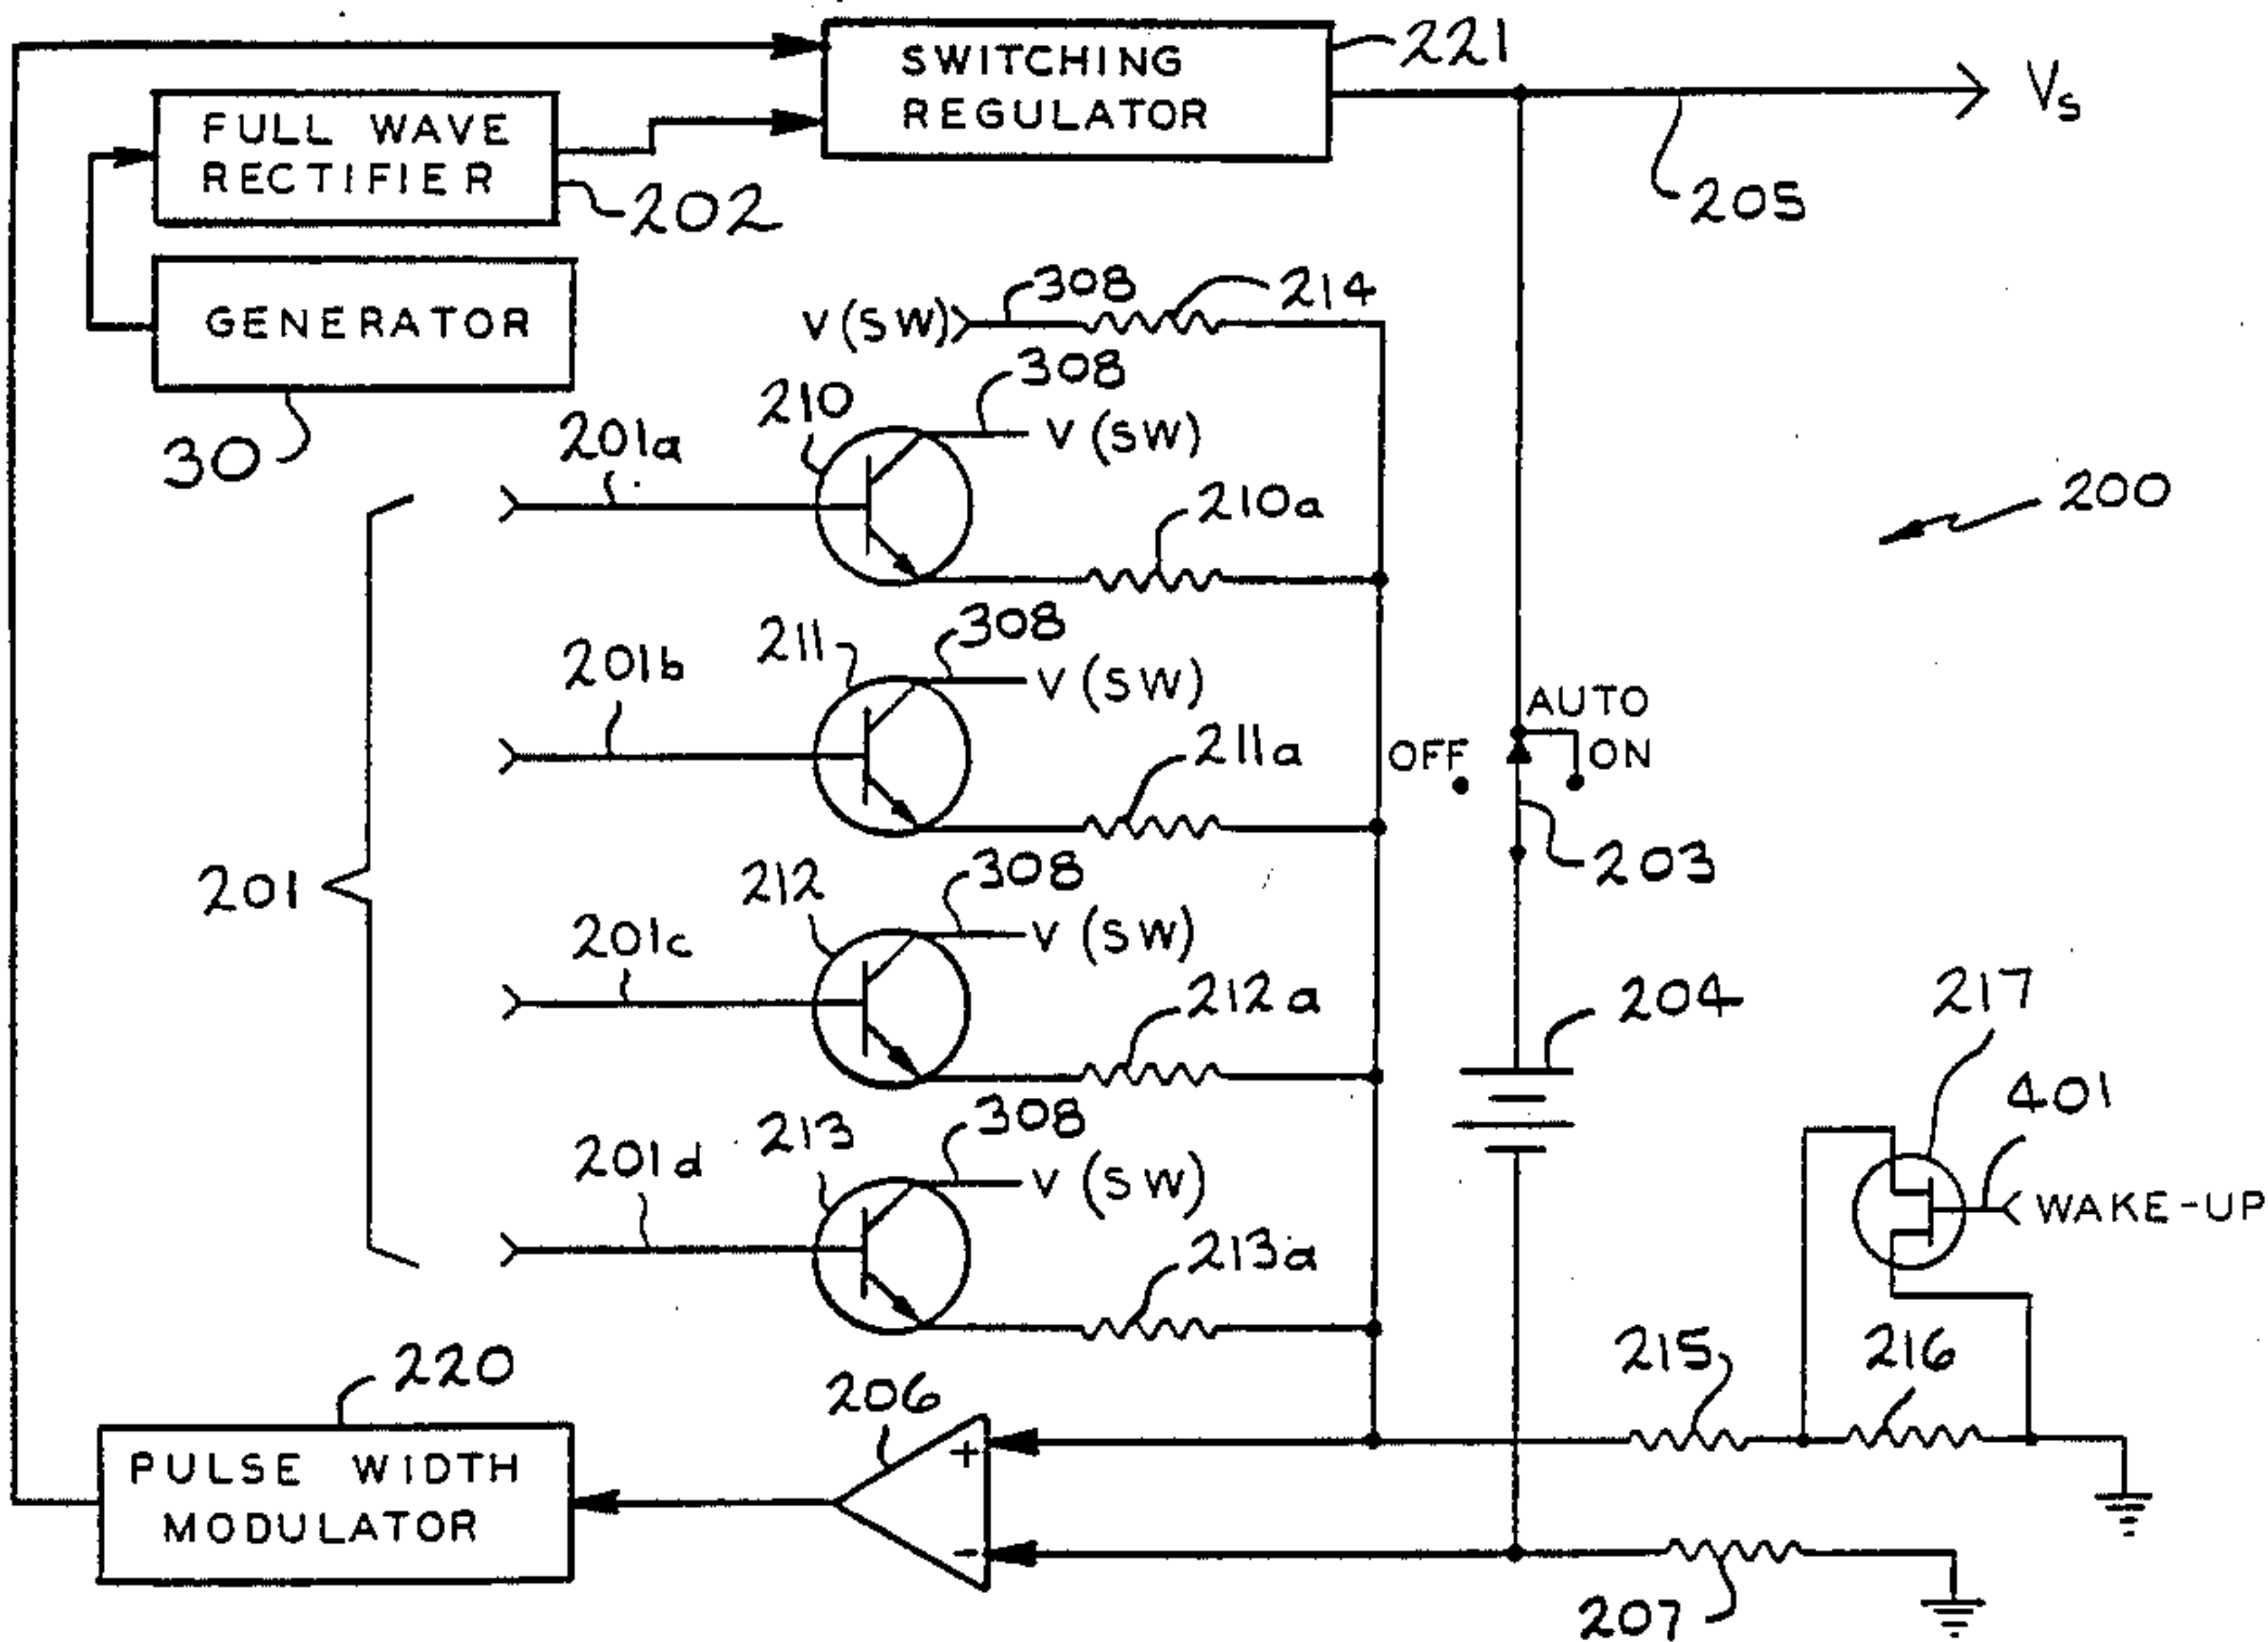 SWITCHING
REGULATOR
221
VS
205
FULL WAVE
RECTIFIER
202
GENERATOR
30
V(SW)
308
214
308
210
V (SW)
201a
210a
200
308
211
V (SW)
201b
211a
AUTO
OFF
ON
203
201
308
212
V (SW)
201c
212a
204
217
401
WAKE-UP
308
213
V (SW)
201d
213a
215
216
220
PULSE WIDTH
MODULATOR
206
+
-
207